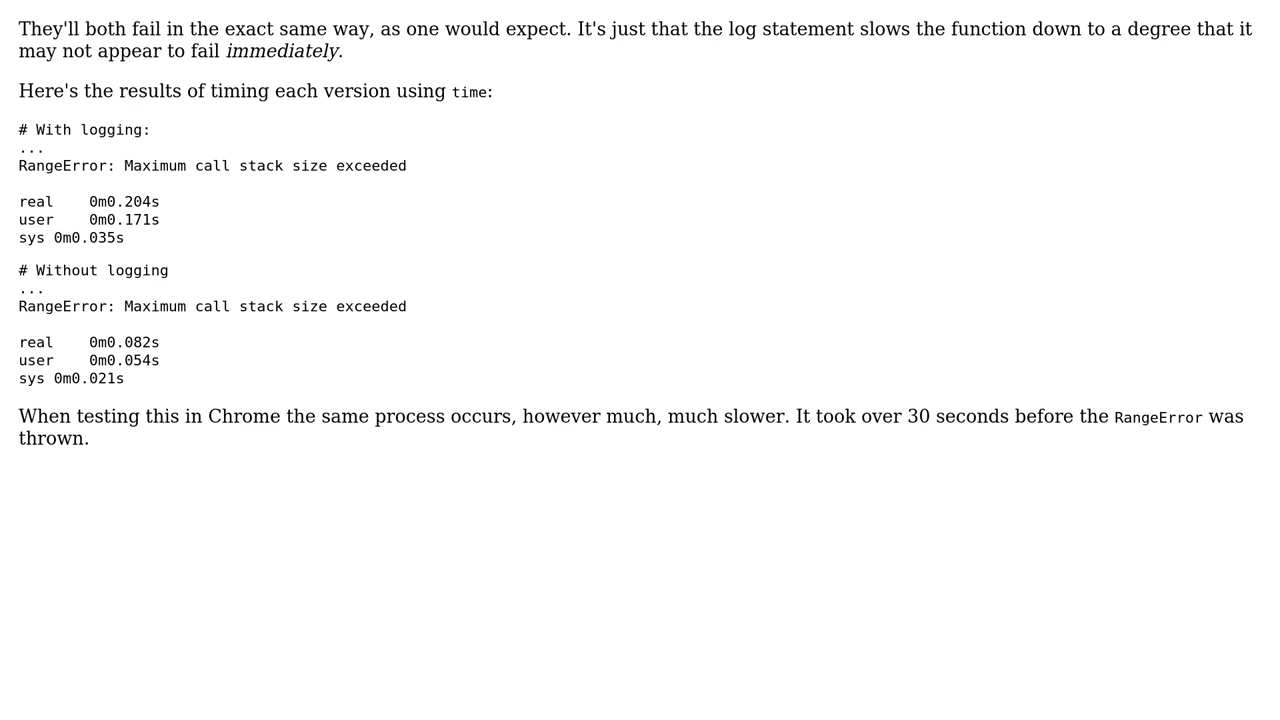 They'll both fail in the exact same way, as one would expect. It's just that the log statement slows the function down to a degree that it
may not appear to fail immediately.
Here's the results of timing each version using time:
# With logging:
...
RangeError: Maximum call stack size exceeded
real    0m0.204s
user    0m0.171s
sys 0m0.035s
# Without logging
...
RangeError: Maximum call stack size exceeded
real    0m0.082s
user    0m0.054s
sys 0m0.021s
When testing this in Chrome the same process occurs, however much, much slower. It took over 30 seconds before the RangeError was
thrown.